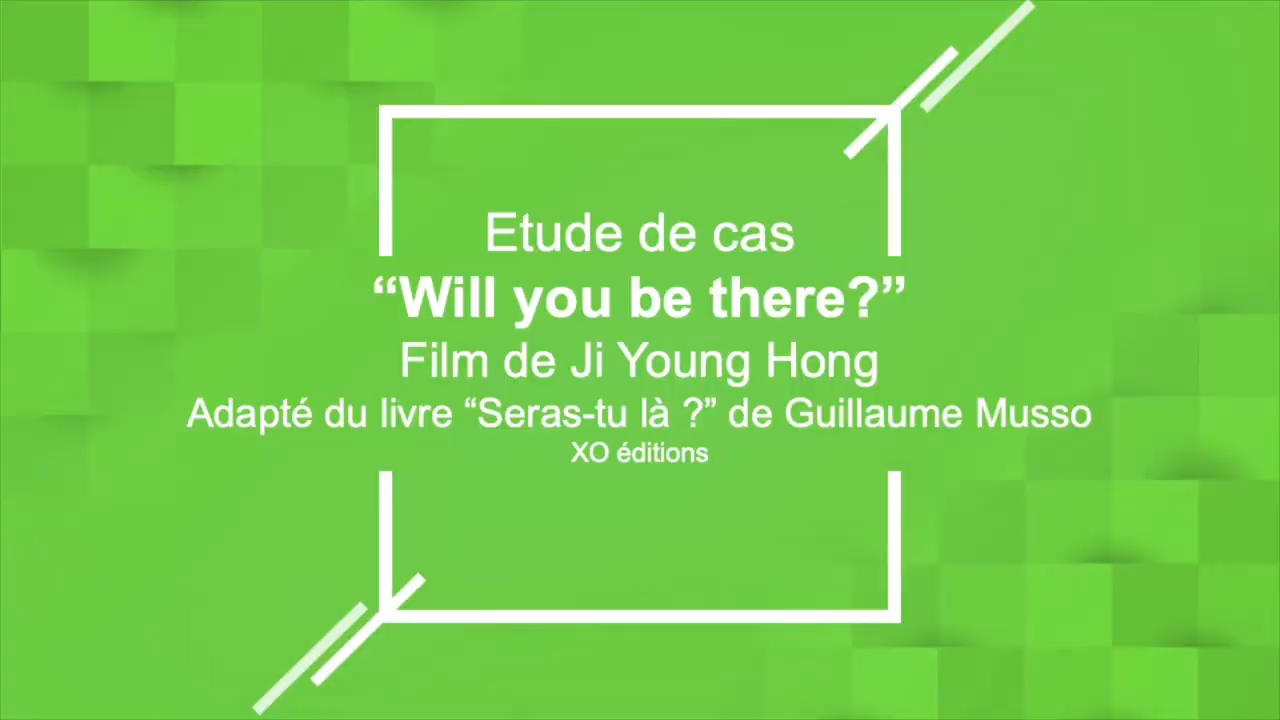 Etude de cas
“Will you be there?”
Film de Ji Young Hong
Adapté du livre “Seras-tu là ?” de Guillaume Musso
XO éditions